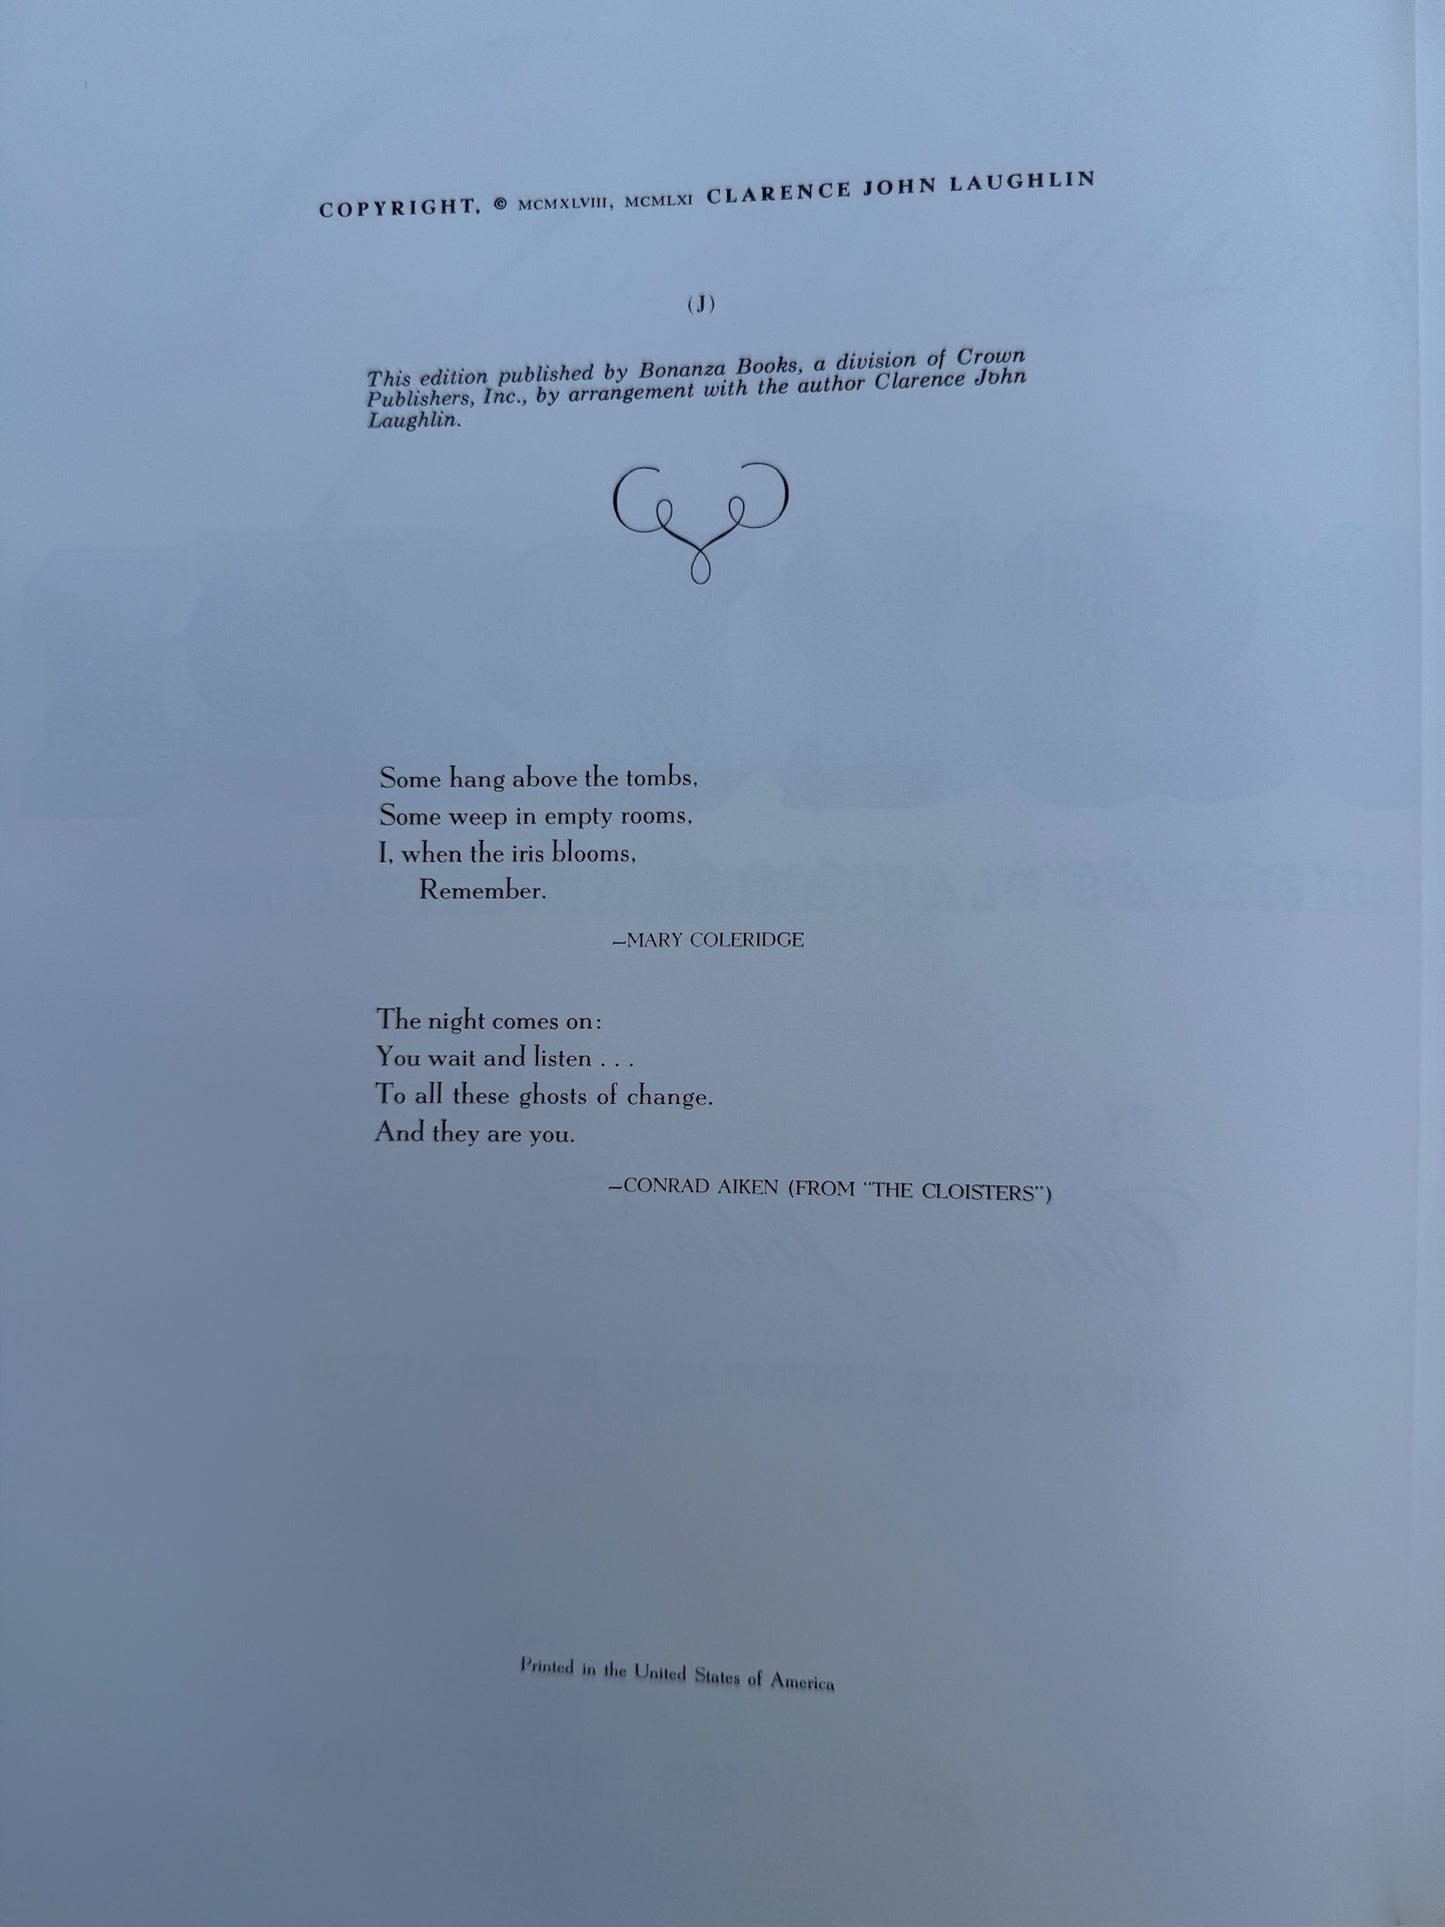 COPYRIGHT, © MCMXLVIII, MCMLXI CLARENCE JOHN LAUGHLIN
(J)
This edition published by Bonanza Books, a division of Crown
Publishers, Inc., by arrangement with the author Clarence John
Laughlin.
Some hang above the tombs,
Some weep in empty rooms,
I, when the iris blooms,
Remember.
—MARY COLERIDGE
The night comes on:
You wait and listen . . .
To all these ghosts of change.
And they are you.
—CONRAD AIKEN (FROM "THE CLOISTERS")
Printed in the United States of America